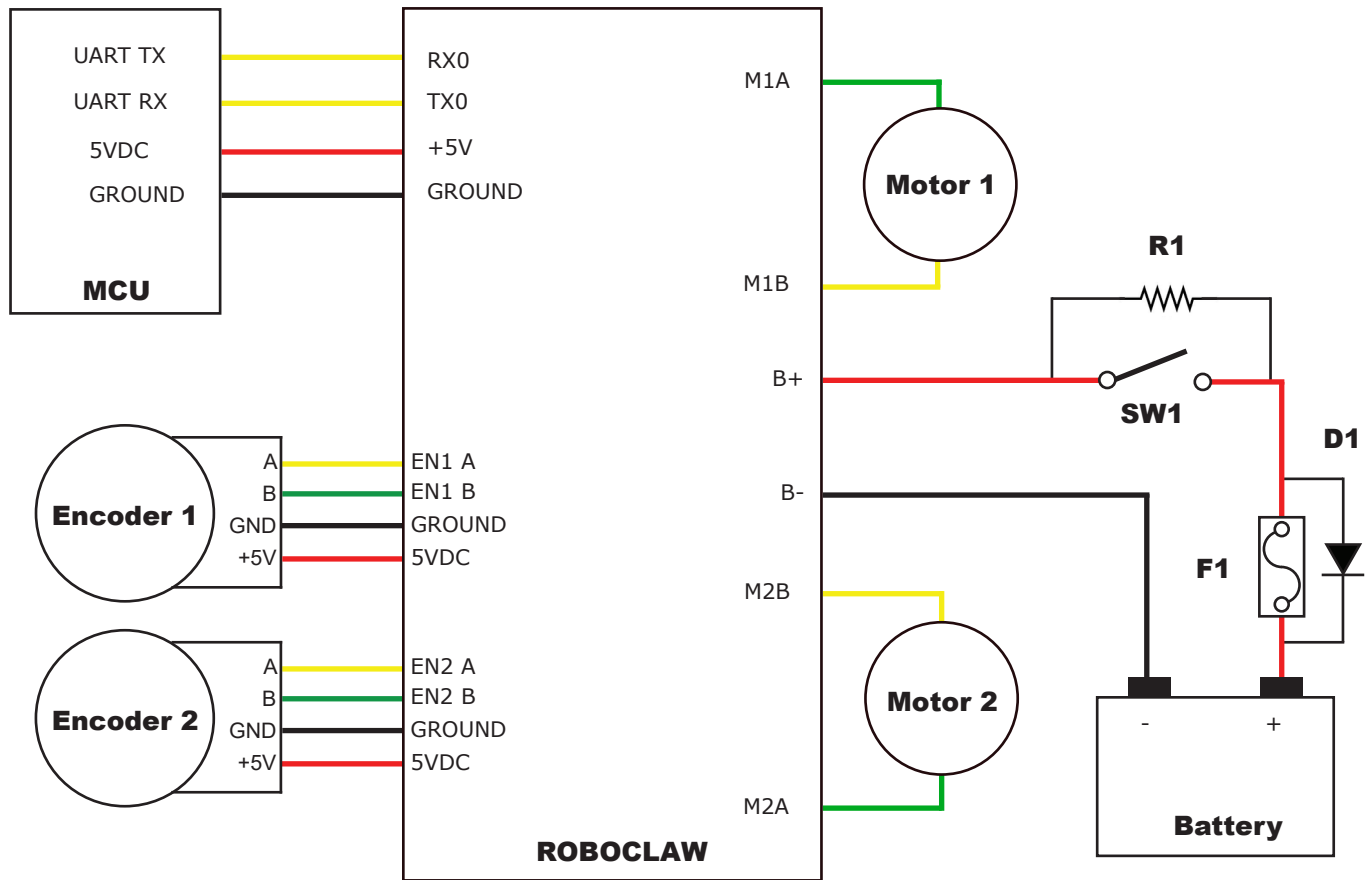 UART TX
UART RX
5VDC
GROUND
MCU
RX0
TX0
+5V
GROUND
M1A
Motor 1
M1B
R1
B+
SW1
D1
B-
F1
Encoder 1
A
B
GND
+5V
EN1 A
EN1 B
GROUND
5VDC
Encoder 2
A
B
GND
+5V
EN2 A
EN2 B
GROUND
5VDC
M2B
Motor 2
M2A
- +
Battery
ROBOCLAW